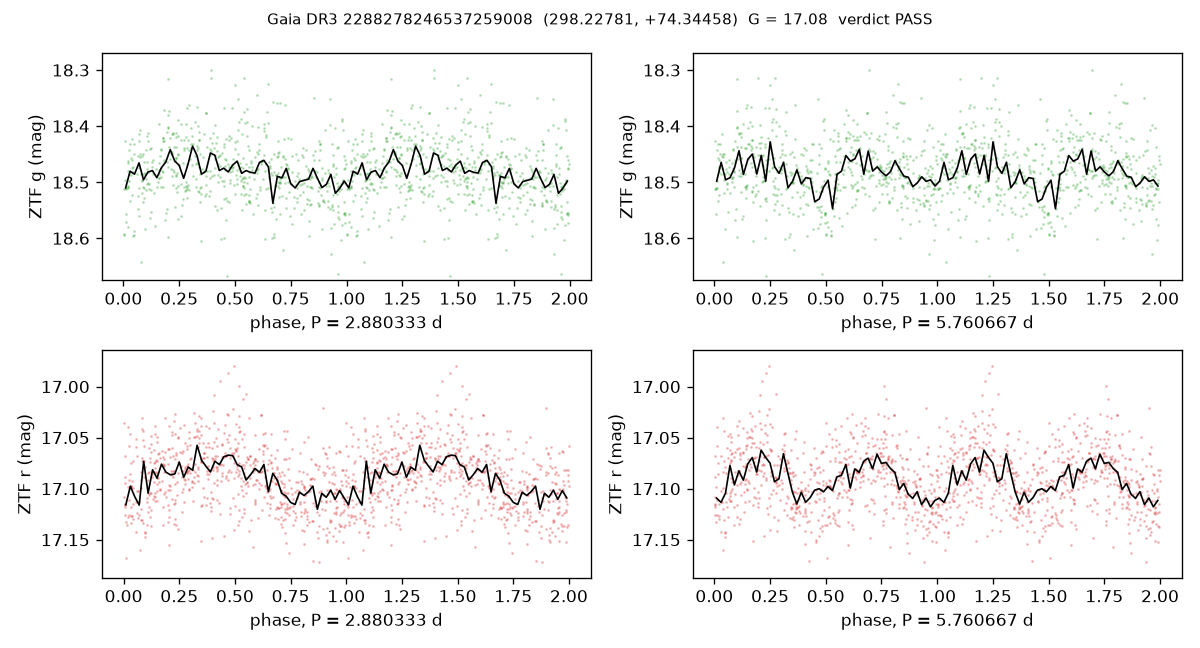 Gaia DR3 2288278246537259008 (298.22781, +74.34458) G = 17.08 verdict PASS
ZTF g (mag)
18.3
18.4
18.5
18.6
0.00 0.25 0.50 0.75 1.00 1.25 1.50 1.75 2.00
phase, P = 2.880333 d
ZTF g (mag)
18.3
18.4
18.5
18.6
0.00 0.25 0.50 0.75 1.00 1.25 1.50 1.75 2.00
phase, P = 5.760667 d
ZTF r (mag)
17.00
17.05
17.10
17.15
0.00 0.25 0.50 0.75 1.00 1.25 1.50 1.75 2.00
phase, P = 2.880333 d
ZTF r (mag)
17.00
17.05
17.10
17.15
0.00 0.25 0.50 0.75 1.00 1.25 1.50 1.75 2.00
phase, P = 5.760667 d